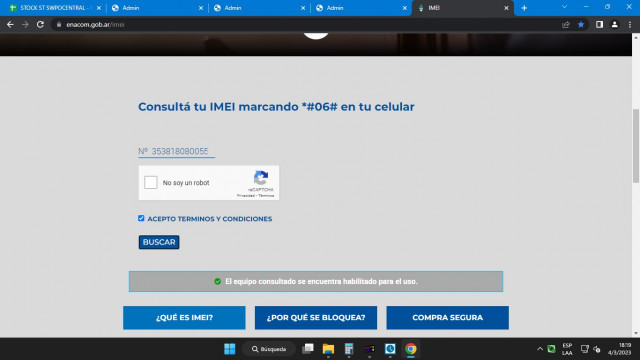 STOCK ST SWPOCENTRAL -
Admin
Admin
Admin
IMEI
enacom.gob.ar/imei
Consultá tu IMEI marcando *#06# en tu celular
Nº 353818080055
No soy un robot
reCAPTCHA
Privacidad - Términos
ACEPTO TERMINOS Y CONDICIONES
BUSCAR
El equipo consultado se encuentra habilitado para el uso.
¿QUÉ ES IMEI?
¿POR QUÉ SE BLOQUEA?
COMPRA SEGURA
Búsqueda
ESP
LAA
18:19
4/3/2023